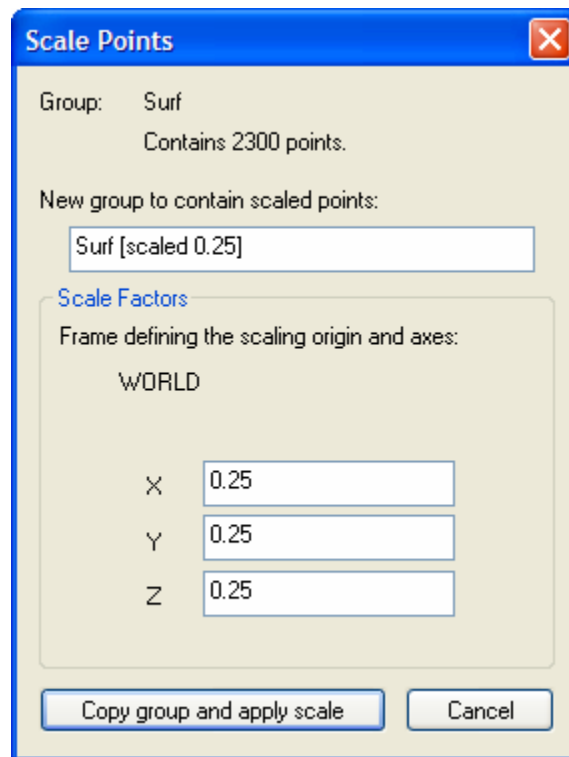 Scale Points
Group: Surf
Contains 2300 points.
New group to contain scaled points:
Surf [scaled 0.25]
Scale Factors
Frame defining the scaling origin and axes:
WORLD
X 0.25
Y 0.25
Z 0.25
Copy group and apply scale Cancel